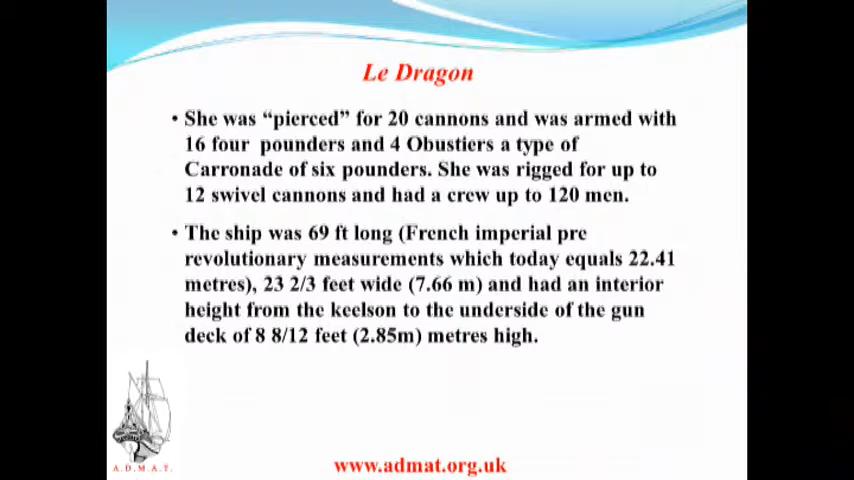 Le Dragon
• She was “pierced” for 20 cannons and was armed with
16 four pounders and 4 Obustiers a type of
Carronade of six pounders. She was rigged for up to
12 swivel cannons and had a crew up to 120 men.
• The ship was 69 ft long (French imperial pre
revolutionary measurements which today equals 22.41
metres), 23 2/3 feet wide (7.66 m) and had an interior
height from the keelson to the underside of the gun
deck of 8 8/12 feet (2.85m) metres high.
A.D.M.A.T.
www.admat.org.uk